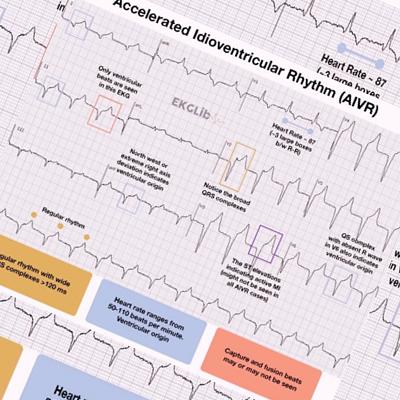 in
Accelerated Idioventricular Rhythm (AIVR)
Heart Rate ~ 87
(~3 large boxes
Only ventricular
beats are seen
in this EKG
EKGLib
Heart Rate ~ 87
(~3 large boxes
b/w R-R)
North west or
extreme right axis
deviation indicates
ventricular origin
Notice the broad
QRS complexes
Regular rhythm
The ST elevations
indicating active MI
(might not be seen in
all AIVR cases)
QS complex
with absent R wave
in V6 also indicates
ventricular origin
regular rhythm with wide
QRS complexes >120 ms
Heart rate ranges from
50-110 beats per minute.
Ventricular origin
Capture and fusion beats
may or may not be seen
Heart